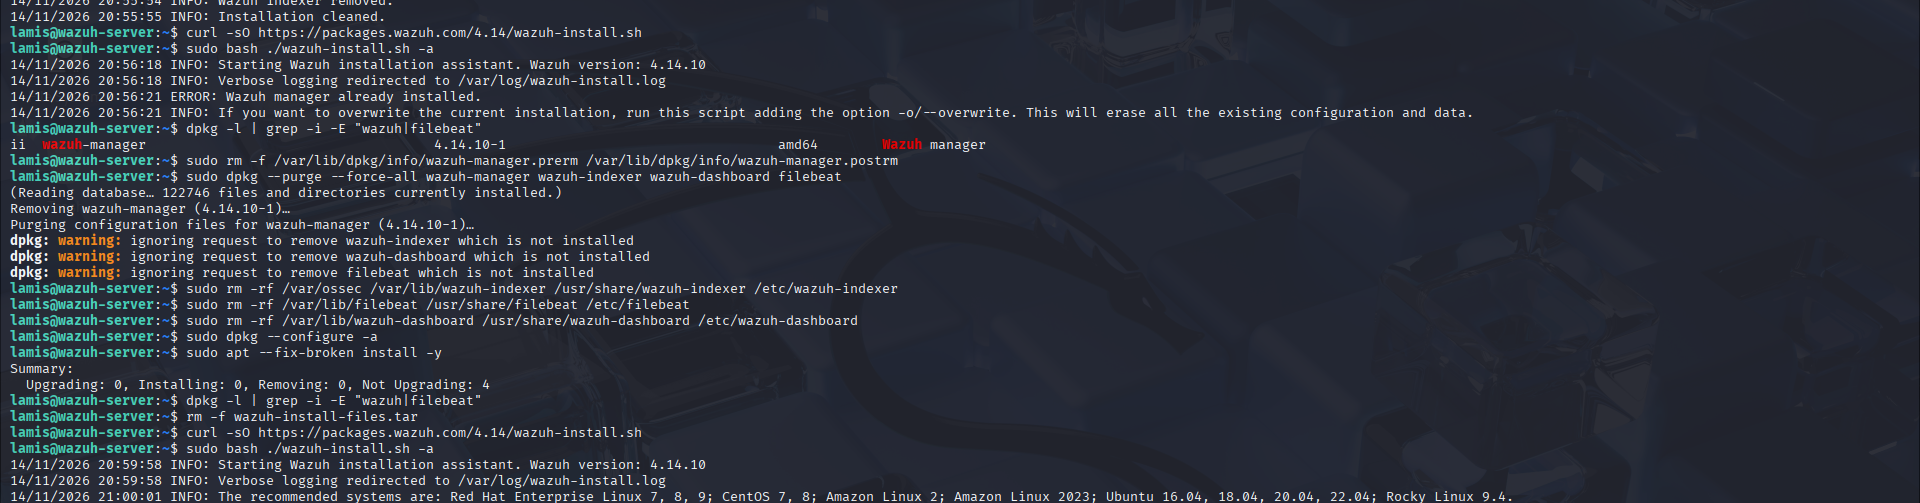 14/11/2026 20:55:54 INFO: Wazuh indexer removed.
14/11/2026 20:55:55 INFO: Installation cleaned.
lamis@wazuh-server:~$ curl -sO https://packages.wazuh.com/4.14/wazuh-install.sh
lamis@wazuh-server:~$ sudo bash ./wazuh-install.sh -a
14/11/2026 20:56:18 INFO: Starting Wazuh installation assistant. Wazuh version: 4.14.10
14/11/2026 20:56:18 INFO: Verbose logging redirected to /var/log/wazuh-install.log
14/11/2026 20:56:21 ERROR: Wazuh manager already installed.
14/11/2026 20:56:21 INFO: If you want to overwrite the current installation, run this script adding the option -o/--overwrite. This will erase all the existing configuration and data.
lamis@wazuh-server:~$ dpkg -l | grep -i -E "wazuh|filebeat"
ii  wazuh-manager                                    4.14.10-1                                  amd64        Wazuh manager
lamis@wazuh-server:~$ sudo rm -f /var/lib/dpkg/info/wazuh-manager.prerm /var/lib/dpkg/info/wazuh-manager.postrm
lamis@wazuh-server:~$ sudo dpkg --purge --force-all wazuh-manager wazuh-indexer wazuh-dashboard filebeat
(Reading database… 122746 files and directories currently installed.)
Removing wazuh-manager (4.14.10-1)…
Purging configuration files for wazuh-manager (4.14.10-1)…
dpkg: warning: ignoring request to remove wazuh-indexer which is not installed
dpkg: warning: ignoring request to remove wazuh-dashboard which is not installed
dpkg: warning: ignoring request to remove filebeat which is not installed
lamis@wazuh-server:~$ sudo rm -rf /var/ossec /var/lib/wazuh-indexer /usr/share/wazuh-indexer /etc/wazuh-indexer
lamis@wazuh-server:~$ sudo rm -rf /var/lib/filebeat /usr/share/filebeat /etc/filebeat
lamis@wazuh-server:~$ sudo rm -rf /var/lib/wazuh-dashboard /usr/share/wazuh-dashboard /etc/wazuh-dashboard
lamis@wazuh-server:~$ sudo dpkg --configure -a
lamis@wazuh-server:~$ sudo apt --fix-broken install -y
Summary:
  Upgrading: 0, Installing: 0, Removing: 0, Not Upgrading: 4
lamis@wazuh-server:~$ dpkg -l | grep -i -E "wazuh|filebeat"
lamis@wazuh-server:~$ rm -f wazuh-install-files.tar
lamis@wazuh-server:~$ curl -sO https://packages.wazuh.com/4.14/wazuh-install.sh
lamis@wazuh-server:~$ sudo bash ./wazuh-install.sh -a
14/11/2026 20:59:58 INFO: Starting Wazuh installation assistant. Wazuh version: 4.14.10
14/11/2026 20:59:58 INFO: Verbose logging redirected to /var/log/wazuh-install.log
14/11/2026 21:00:01 INFO: The recommended systems are: Red Hat Enterprise Linux 7, 8, 9; CentOS 7, 8; Amazon Linux 2; Amazon Linux 2023; Ubuntu 16.04, 18.04, 20.04, 22.04; Rocky Linux 9.4.